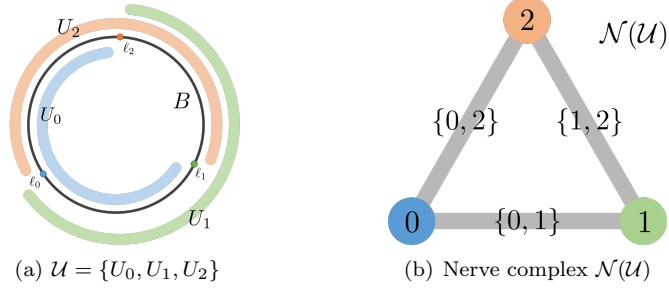 U₂
ℓ₂
U₀
B
ℓ₀
ℓ₁
U₁
(a) 𝒰 = {U₀, U₁, U₂}
2
𝒩(𝒰)
{0, 2}
{1, 2}
0
{0, 1}
1
(b) Nerve complex 𝒩(𝒰)